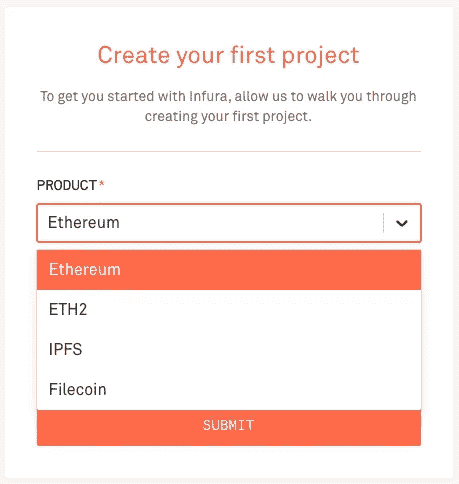 Create your first project
To get you started with Infura, allow us to walk you through
creating your first project.
PRODUCT*
Ethereum
Ethereum
ETH2
IPFS
Filecoin
SUBMIT